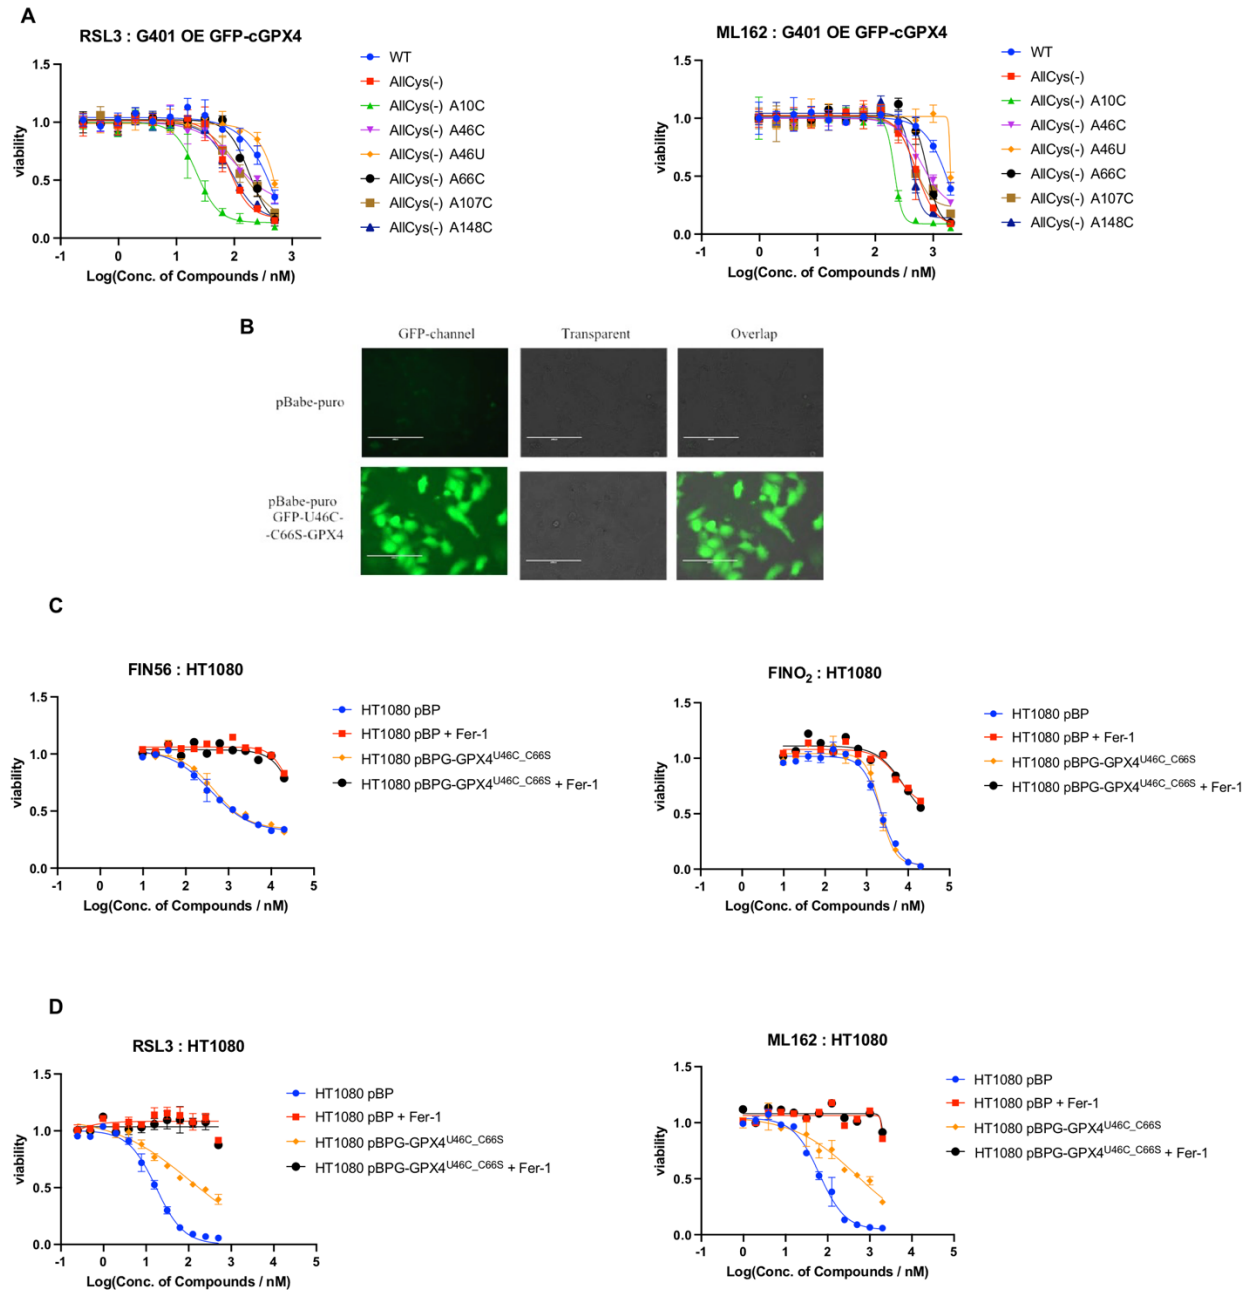 A
RSL3 : G401 OE GFP-cGPX4
viability
1.5
1.0
0.5
0.0
-1 0 1 2 3
Log(Conc. of Compounds / nM)
WT
AllCys(-)
AllCys(-) A10C
AllCys(-) A46C
AllCys(-) A46U
AllCys(-) A66C
AllCys(-) A107C
AllCys(-) A148C
ML162 : G401 OE GFP-cGPX4
viability
1.5
1.0
0.5
0.0
-1 0 1 2 3
Log(Conc. of Compounds / nM)
WT
AllCys(-)
AllCys(-) A10C
AllCys(-) A46C
AllCys(-) A46U
AllCys(-) A66C
AllCys(-) A107C
AllCys(-) A148C
B
GFP-channel Transparent Overlap
pBabe-puro
pBabe-puro
GFP-U46C-
-C66S-GPX4
C
FIN56 : HT1080
viability
1.5
1.0
0.5
0.0
-1 0 1 2 3 4 5
Log(Conc. of Compounds / nM)
HT1080 pBP
HT1080 pBP + Fer-1
HT1080 pBPG-GPX4U46C_C66S
HT1080 pBPG-GPX4U46C_C66S + Fer-1
FINO2 : HT1080
viability
1.5
1.0
0.5
0.0
-1 0 1 2 3 4 5
Log(Conc. of Compounds / nM)
HT1080 pBP
HT1080 pBP + Fer-1
HT1080 pBPG-GPX4U46C_C66S
HT1080 pBPG-GPX4U46C_C66S + Fer-1
D
RSL3 : HT1080
viability
1.5
1.0
0.5
0.0
-1 0 1 2 3 4 5
Log(Conc. of Compounds / nM)
HT1080 pBP
HT1080 pBP + Fer-1
HT1080 pBPG-GPX4U46C_C66S
HT1080 pBPG-GPX4U46C_C66S + Fer-1
ML162 : HT1080
viability
1.5
1.0
0.5
0.0
-1 0 1 2 3 4 5
Log(Conc. of Compounds / nM)
HT1080 pBP
HT1080 pBP + Fer-1
HT1080 pBPG-GPX4U46C_C66S
HT1080 pBPG-GPX4U46C_C66S + Fer-1